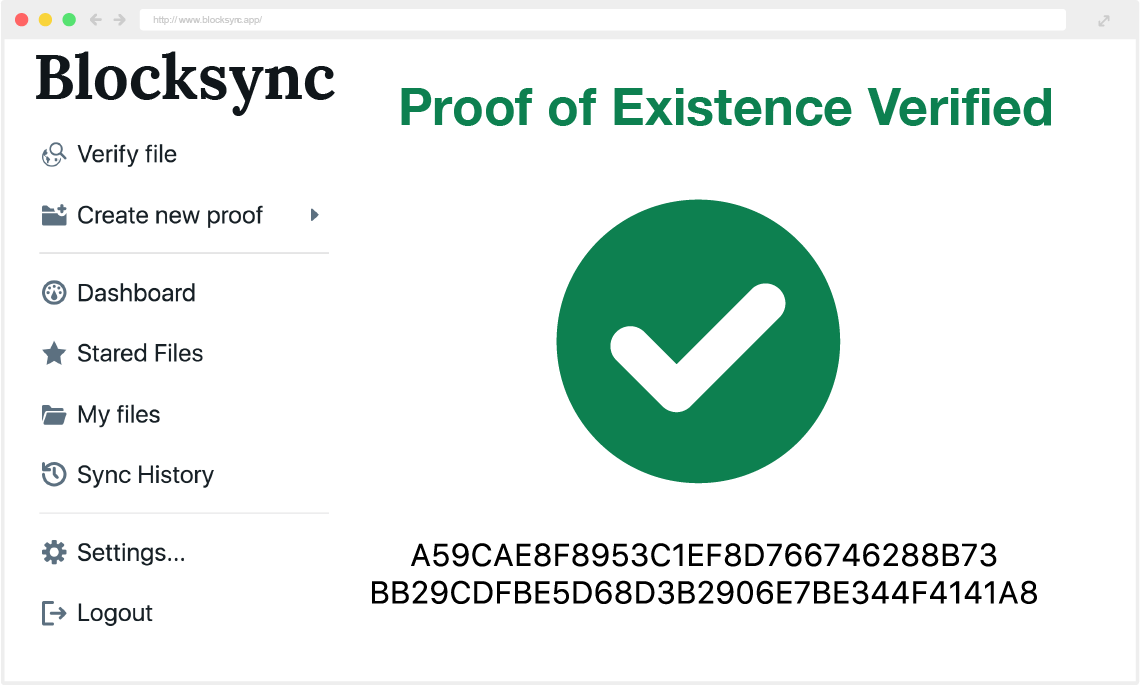 http://www.blocksync.app/
Blocksync
Verify file
Create new proof
Dashboard
Stared Files
My files
Sync History
Settings...
Logout
Proof of Existence Verified
A59CAE8F8953C1EF8D766746288B73
BB29CDFBE5D68D3B2906E7BE344F4141A8